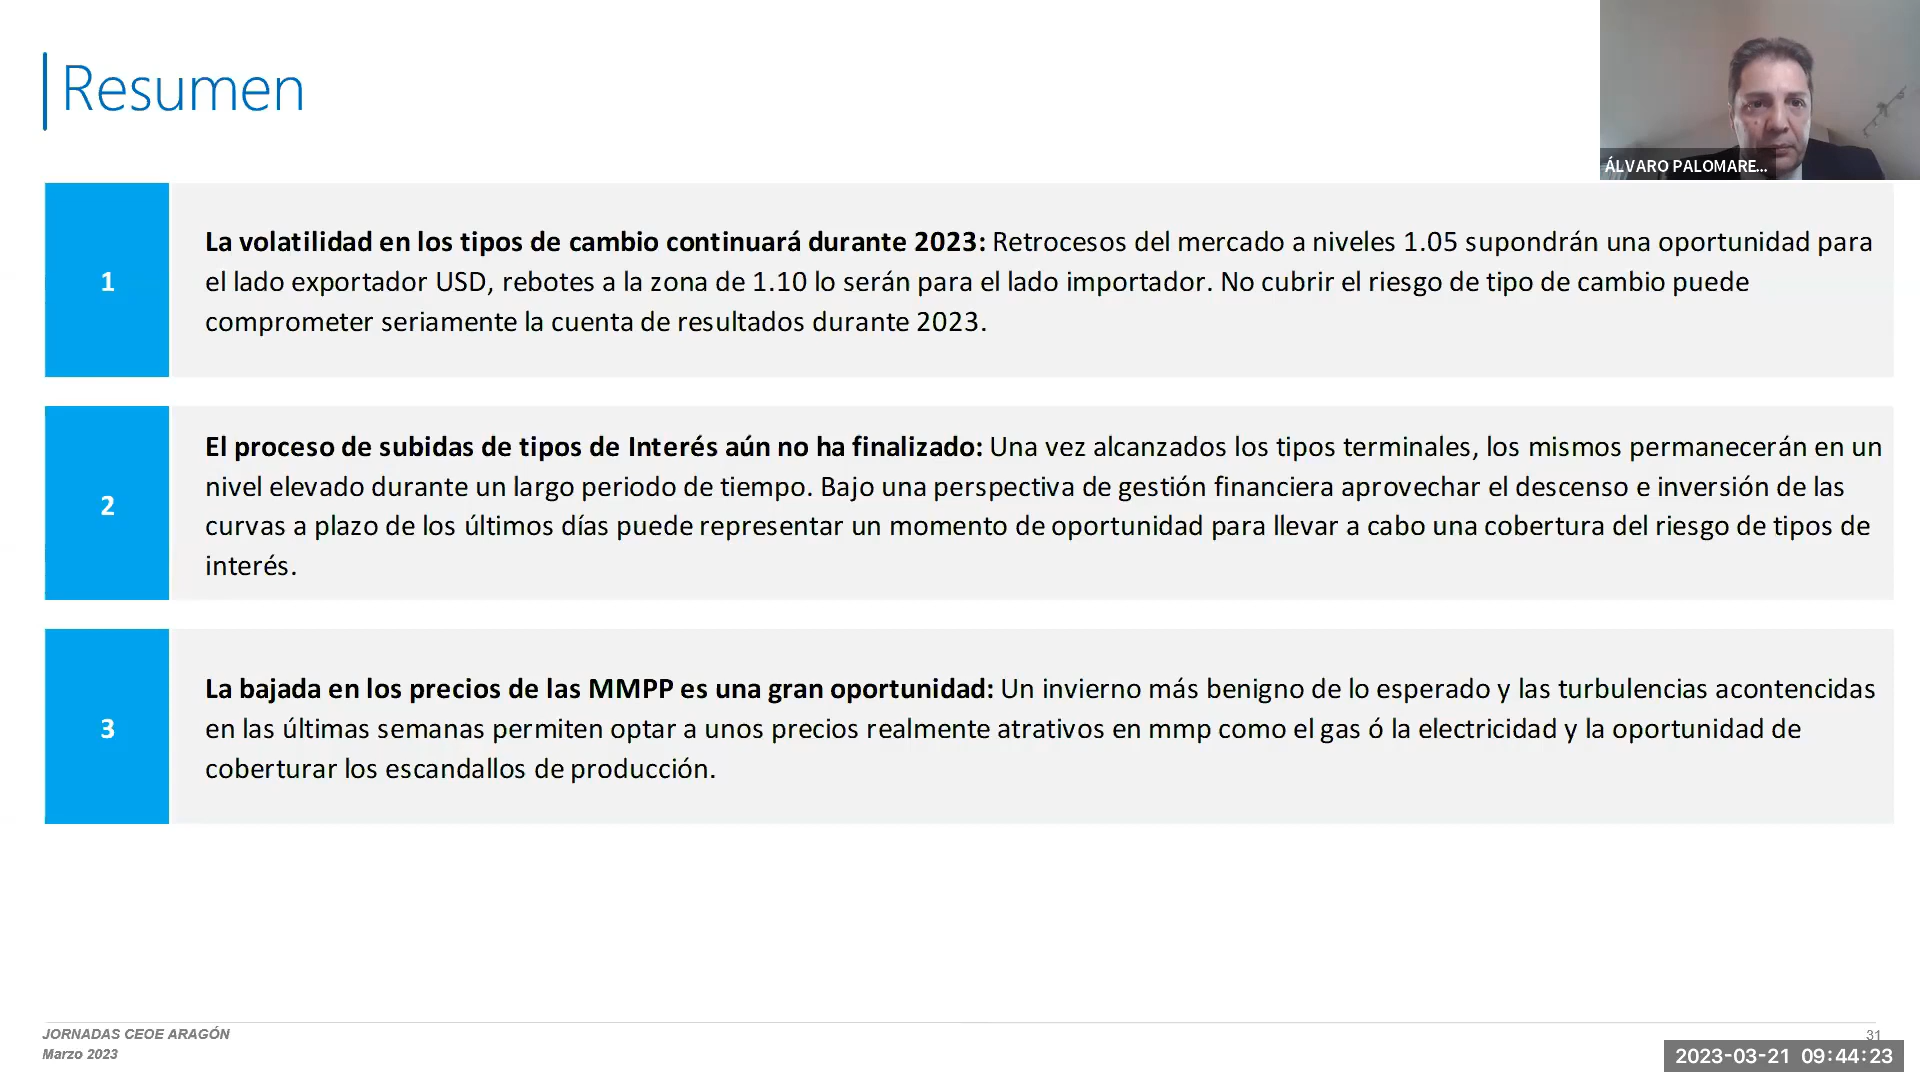 Resumen
ÁLVARO PALOMARE...
1
La volatilidad en los tipos de cambio continuará durante 2023: Retrocesos del mercado a niveles 1.05 supondrán una oportunidad para
el lado exportador USD, rebotes a la zona de 1.10 lo serán para el lado importador. No cubrir el riesgo de tipo de cambio puede
comprometer seriamente la cuenta de resultados durante 2023.
2
El proceso de subidas de tipos de Interés aún no ha finalizado: Una vez alcanzados los tipos terminales, los mismos permanecerán en un
nivel elevado durante un largo periodo de tiempo. Bajo una perspectiva de gestión financiera aprovechar el descenso e inversión de las
curvas a plazo de los últimos días puede representar un momento de oportunidad para llevar a cabo una cobertura del riesgo de tipos de
interés.
3
La bajada en los precios de las MMPP es una gran oportunidad: Un invierno más benigno de lo esperado y las turbulencias acontencidas
en las últimas semanas permiten optar a unos precios realmente atrativos en mmp como el gas ó la electricidad y la oportunidad de
coberturar los escandallos de producción.
JORNADAS CEOE ARAGÓN
Marzo 2023
31
2023-03-21 09:44:23